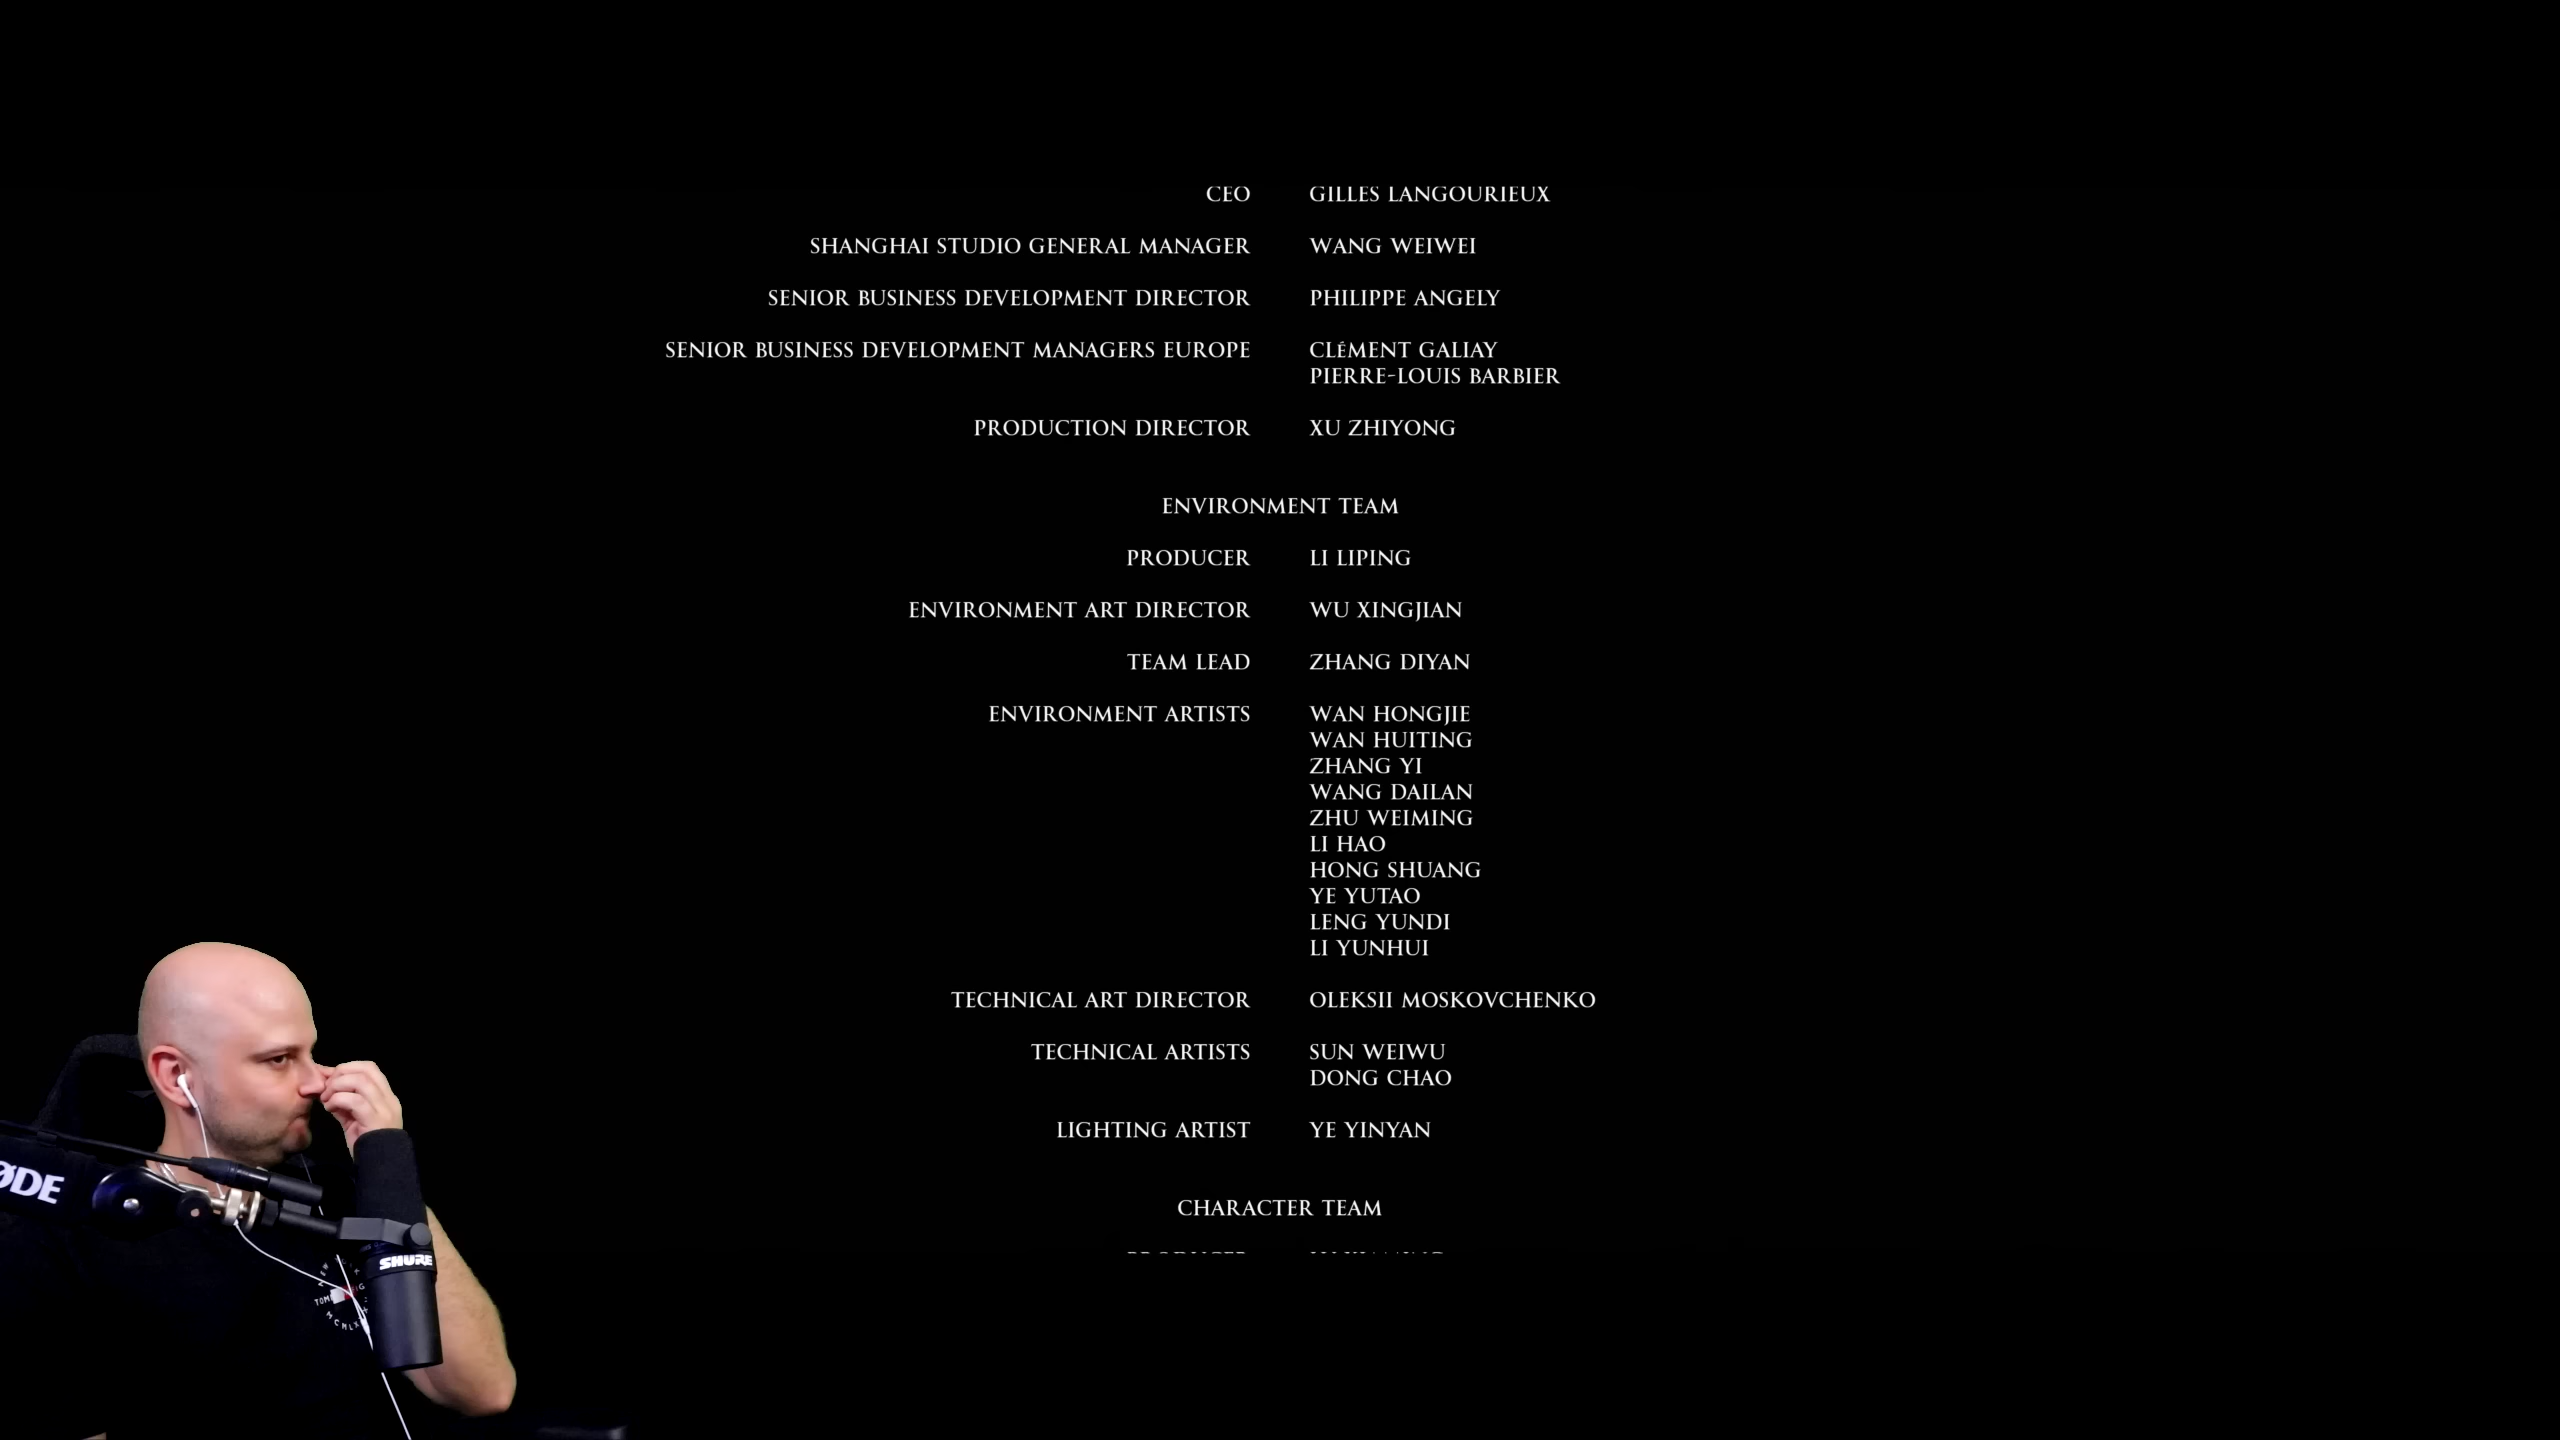 CEO GILLES LANGOURIEUX
SHANGHAI STUDIO GENERAL MANAGER WANG WEIWEI
SENIOR BUSINESS DEVELOPMENT DIRECTOR PHILIPPE ANGELY
SENIOR BUSINESS DEVELOPMENT MANAGERS EUROPE CLÉMENT GALIAY
PIERRE-LOUIS BARBIER
PRODUCTION DIRECTOR XU ZHIYONG
ENVIRONMENT TEAM
PRODUCER LI LIPING
ENVIRONMENT ART DIRECTOR WU XINGJIAN
TEAM LEAD ZHANG DIYAN
ENVIRONMENT ARTISTS WAN HONGJIE
WAN HUITING
ZHANG YI
WANG DAILAN
ZHU WEIMING
LI HAO
HONG SHUANG
YE YUTAO
LENG YUNDI
LI YUNHUI
TECHNICAL ART DIRECTOR OLEKSII MOSKOVCHENKO
TECHNICAL ARTISTS SUN WEIWU
DONG CHAO
LIGHTING ARTIST YE YINYAN
CHARACTER TEAM
PRODUCER
ØDE
SHURE